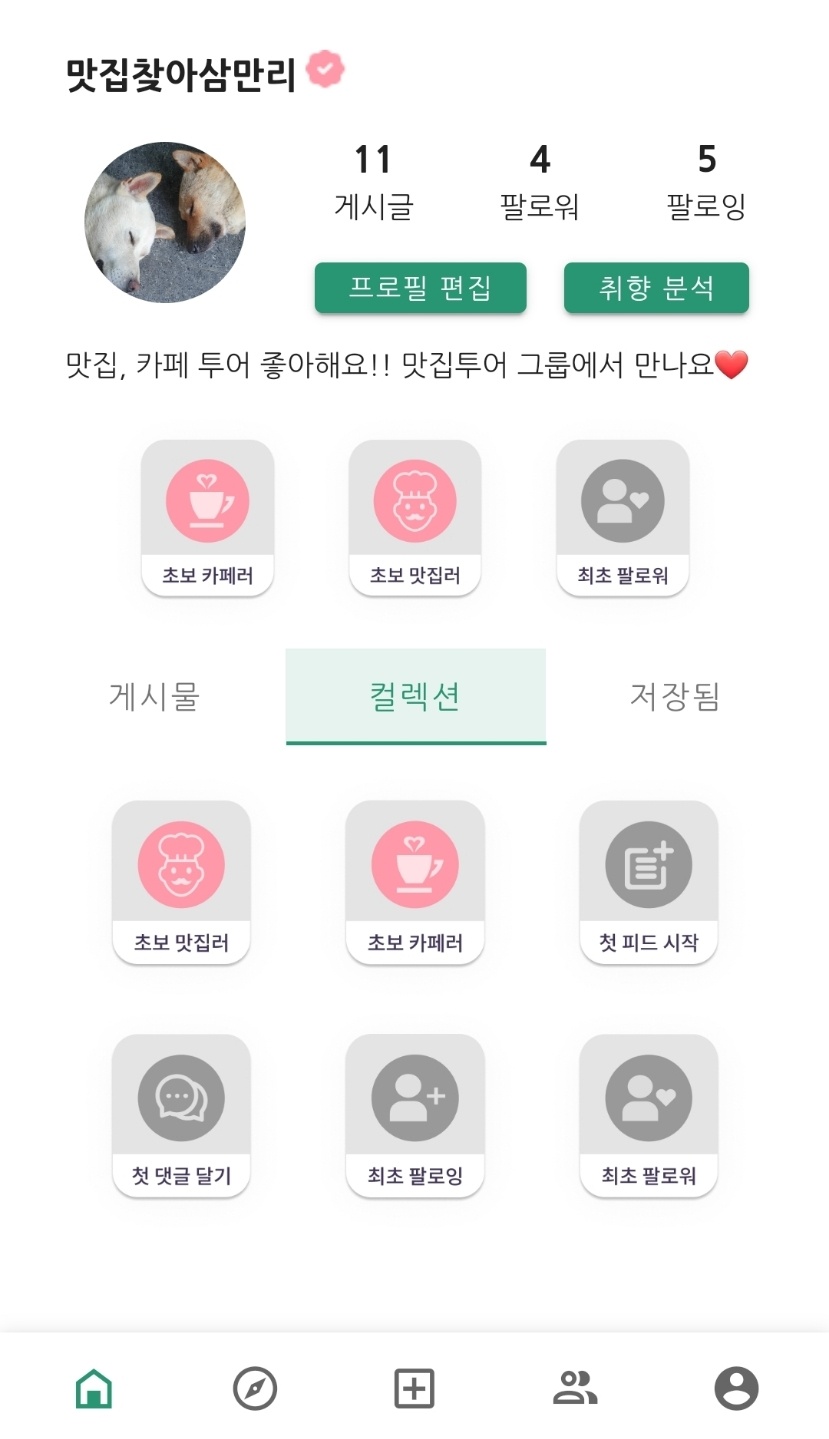 맛집찾아삼만리
11 4 5
게시글 팔로워 팔로잉
프로필 편집 취향 분석
맛집, 카페 투어 좋아해요!! 맛집투어 그룹에서 만나요❤️
초보 카페러 초보 맛집러 최초 팔로워
게시물 컬렉션 저장됨
초보 맛집러 초보 카페러 첫 피드 시작
첫 댓글 달기 최초 팔로잉 최초 팔로워